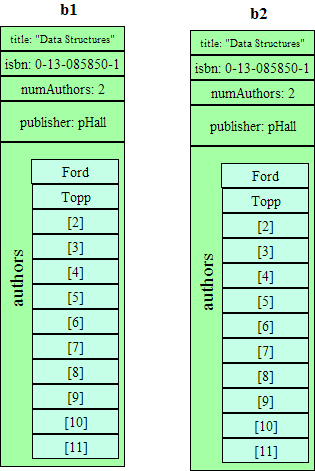 b1
title: "Data Structures"
isbn: 0-13-085850-1
numAuthors: 2
publisher: pHall
authors
Ford
Topp
[2]
[3]
[4]
[5]
[6]
[7]
[8]
[9]
[10]
[11]
b2
title: "Data Structures"
isbn: 0-13-085850-1
numAuthors: 2
publisher: pHall
authors
Ford
Topp
[2]
[3]
[4]
[5]
[6]
[7]
[8]
[9]
[10]
[11]